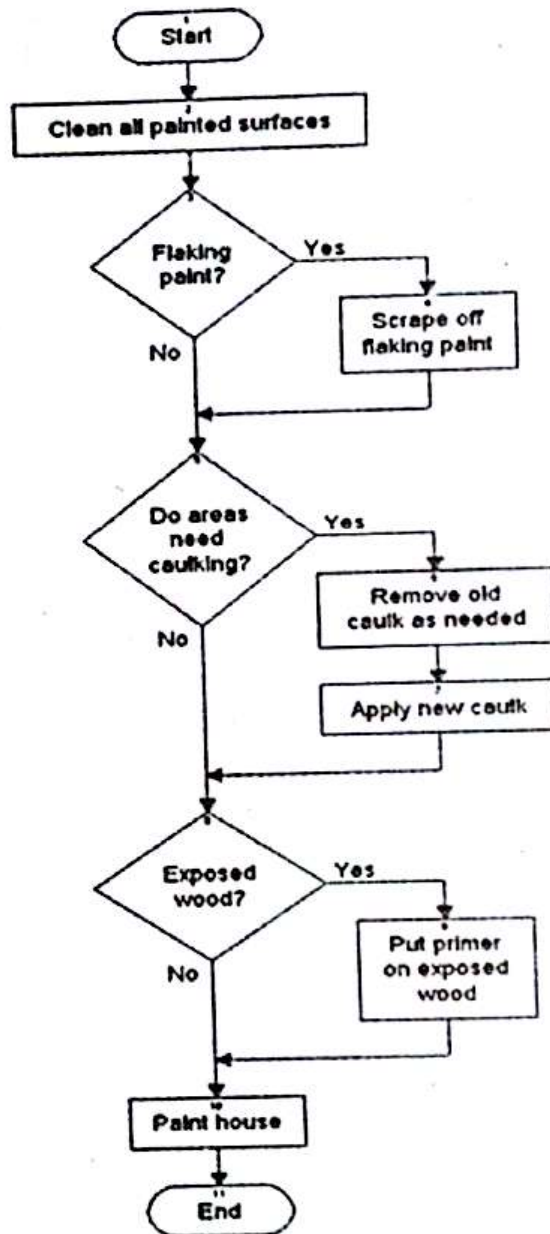 Start
Clean all painted surfaces
Flaking
paint?
Yes
Scrape off
flaking paint
No
Do areas
need
caulking?
Yes
Remove old
caulk as needed
Apply new caulk
No
Exposed
wood?
Yes
Put primer
on exposed
wood
No
Paint house
End